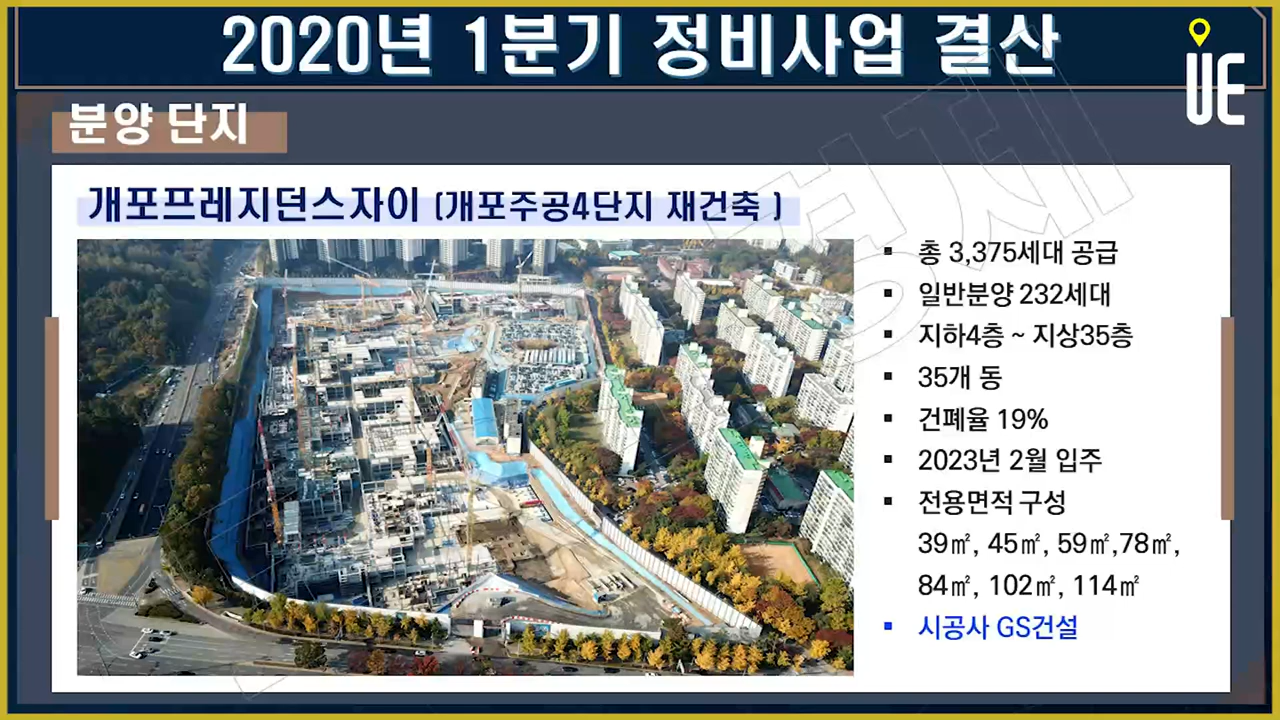 2020년 1분기 정비사업 결산
UE
분양 단지
개포프레지던스자이 (개포주공4단지 재건축 )
▪ 총 3,375세대 공급
▪ 일반분양 232세대
▪ 지하4층 ~ 지상35층
▪ 35개 동
▪ 건폐율 19%
▪ 2023년 2월 입주
▪ 전용면적 구성
39㎡, 45㎡, 59㎡,78㎡,
84㎡, 102㎡, 114㎡
▪ 시공사 GS건설
경제